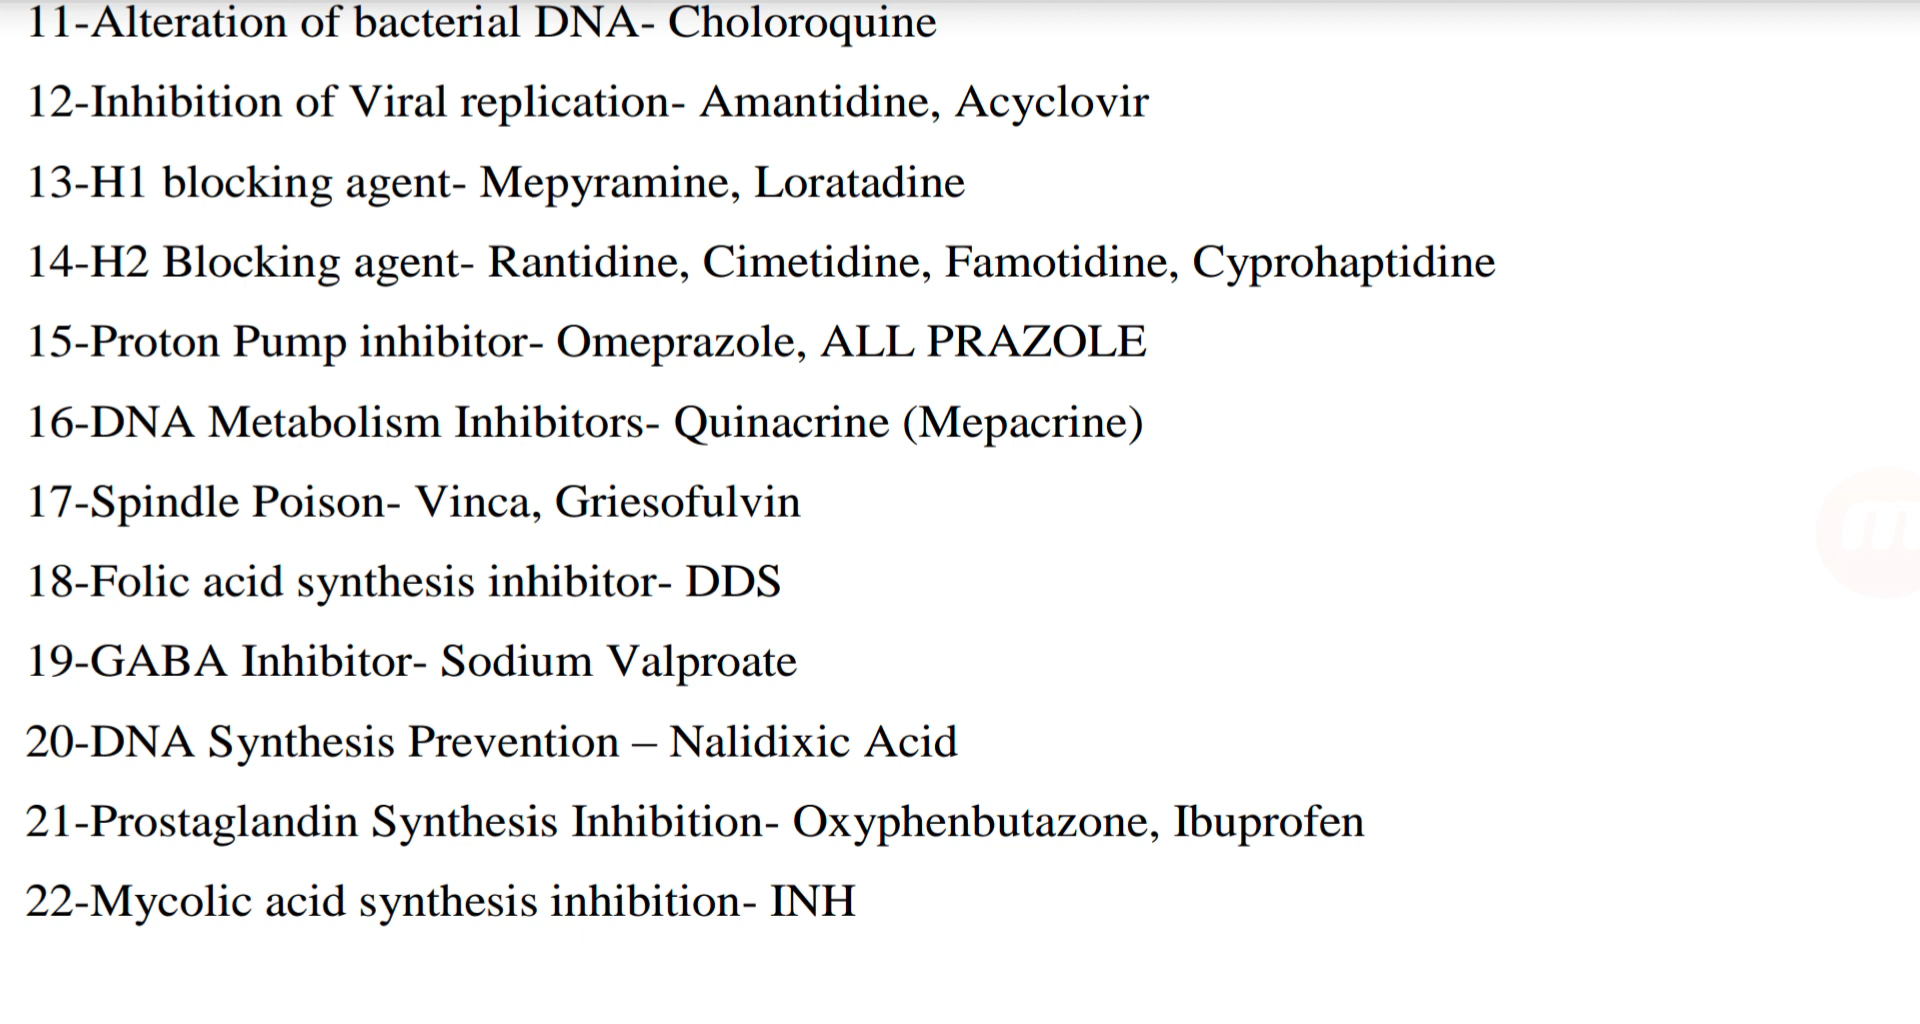 11-Alteration of bacterial DNA- Choloroquine
12-Inhibition of Viral replication- Amantidine, Acyclovir
13-H1 blocking agent- Mepyramine, Loratadine
14-H2 Blocking agent- Rantidine, Cimetidine, Famotidine, Cyprohaptidine
15-Proton Pump inhibitor- Omeprazole, ALL PRAZOLE
16-DNA Metabolism Inhibitors- Quinacrine (Mepacrine)
17-Spindle Poison- Vinca, Griesofulvin
18-Folic acid synthesis inhibitor- DDS
19-GABA Inhibitor- Sodium Valproate
20-DNA Synthesis Prevention – Nalidixic Acid
21-Prostaglandin Synthesis Inhibition- Oxyphenbutazone, Ibuprofen
22-Mycolic acid synthesis inhibition- INH